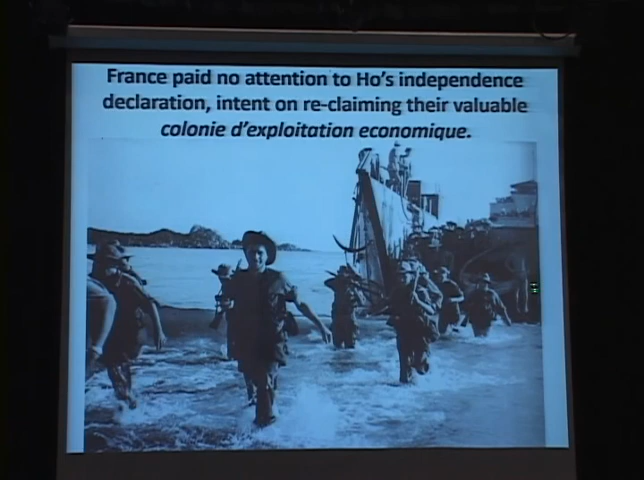 France paid no attention to Ho's independence
declaration, intent on re-claiming their valuable
colonie d'exploitation economique.